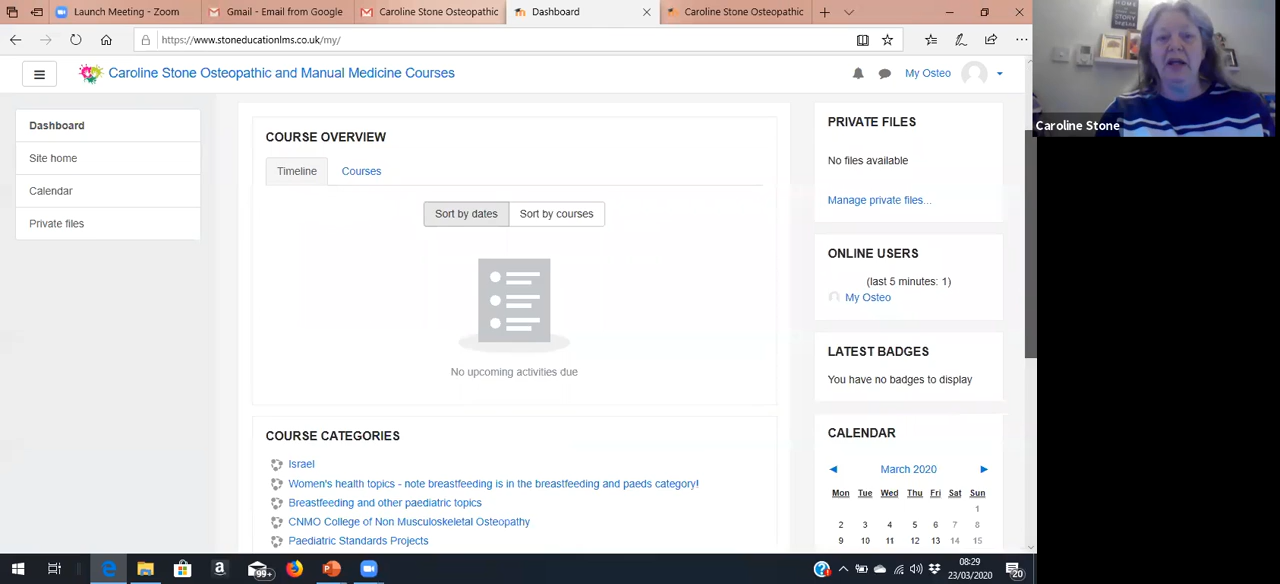 Launch Meeting - Zoom
Gmail - Email from Google
Caroline Stone Osteopathic
Dashboard
Caroline Stone Osteopathic
https://www.stoneducationlms.co.uk/my/
Caroline Stone Osteopathic and Manual Medicine Courses
My Osteo
Dashboard
Site home
Calendar
Private files
COURSE OVERVIEW
Timeline
Courses
Sort by dates
Sort by courses
No upcoming activities due
COURSE CATEGORIES
Israel
Women's health topics - note breastfeeding is in the breastfeeding and paeds category!
Breastfeeding and other paediatric topics
CNMO College of Non Musculoskeletal Osteopathy
Paediatric Standards Projects
PRIVATE FILES
No files available
Manage private files...
ONLINE USERS
(last 5 minutes: 1)
My Osteo
LATEST BADGES
You have no badges to display
CALENDAR
◄ March 2020 ►
Mon Tue Wed Thu Fri Sat Sun
1
2 3 4 5 6 7 8
9 10 11 12 13 14 15
Caroline Stone
99+
08:29
23/03/2020
20